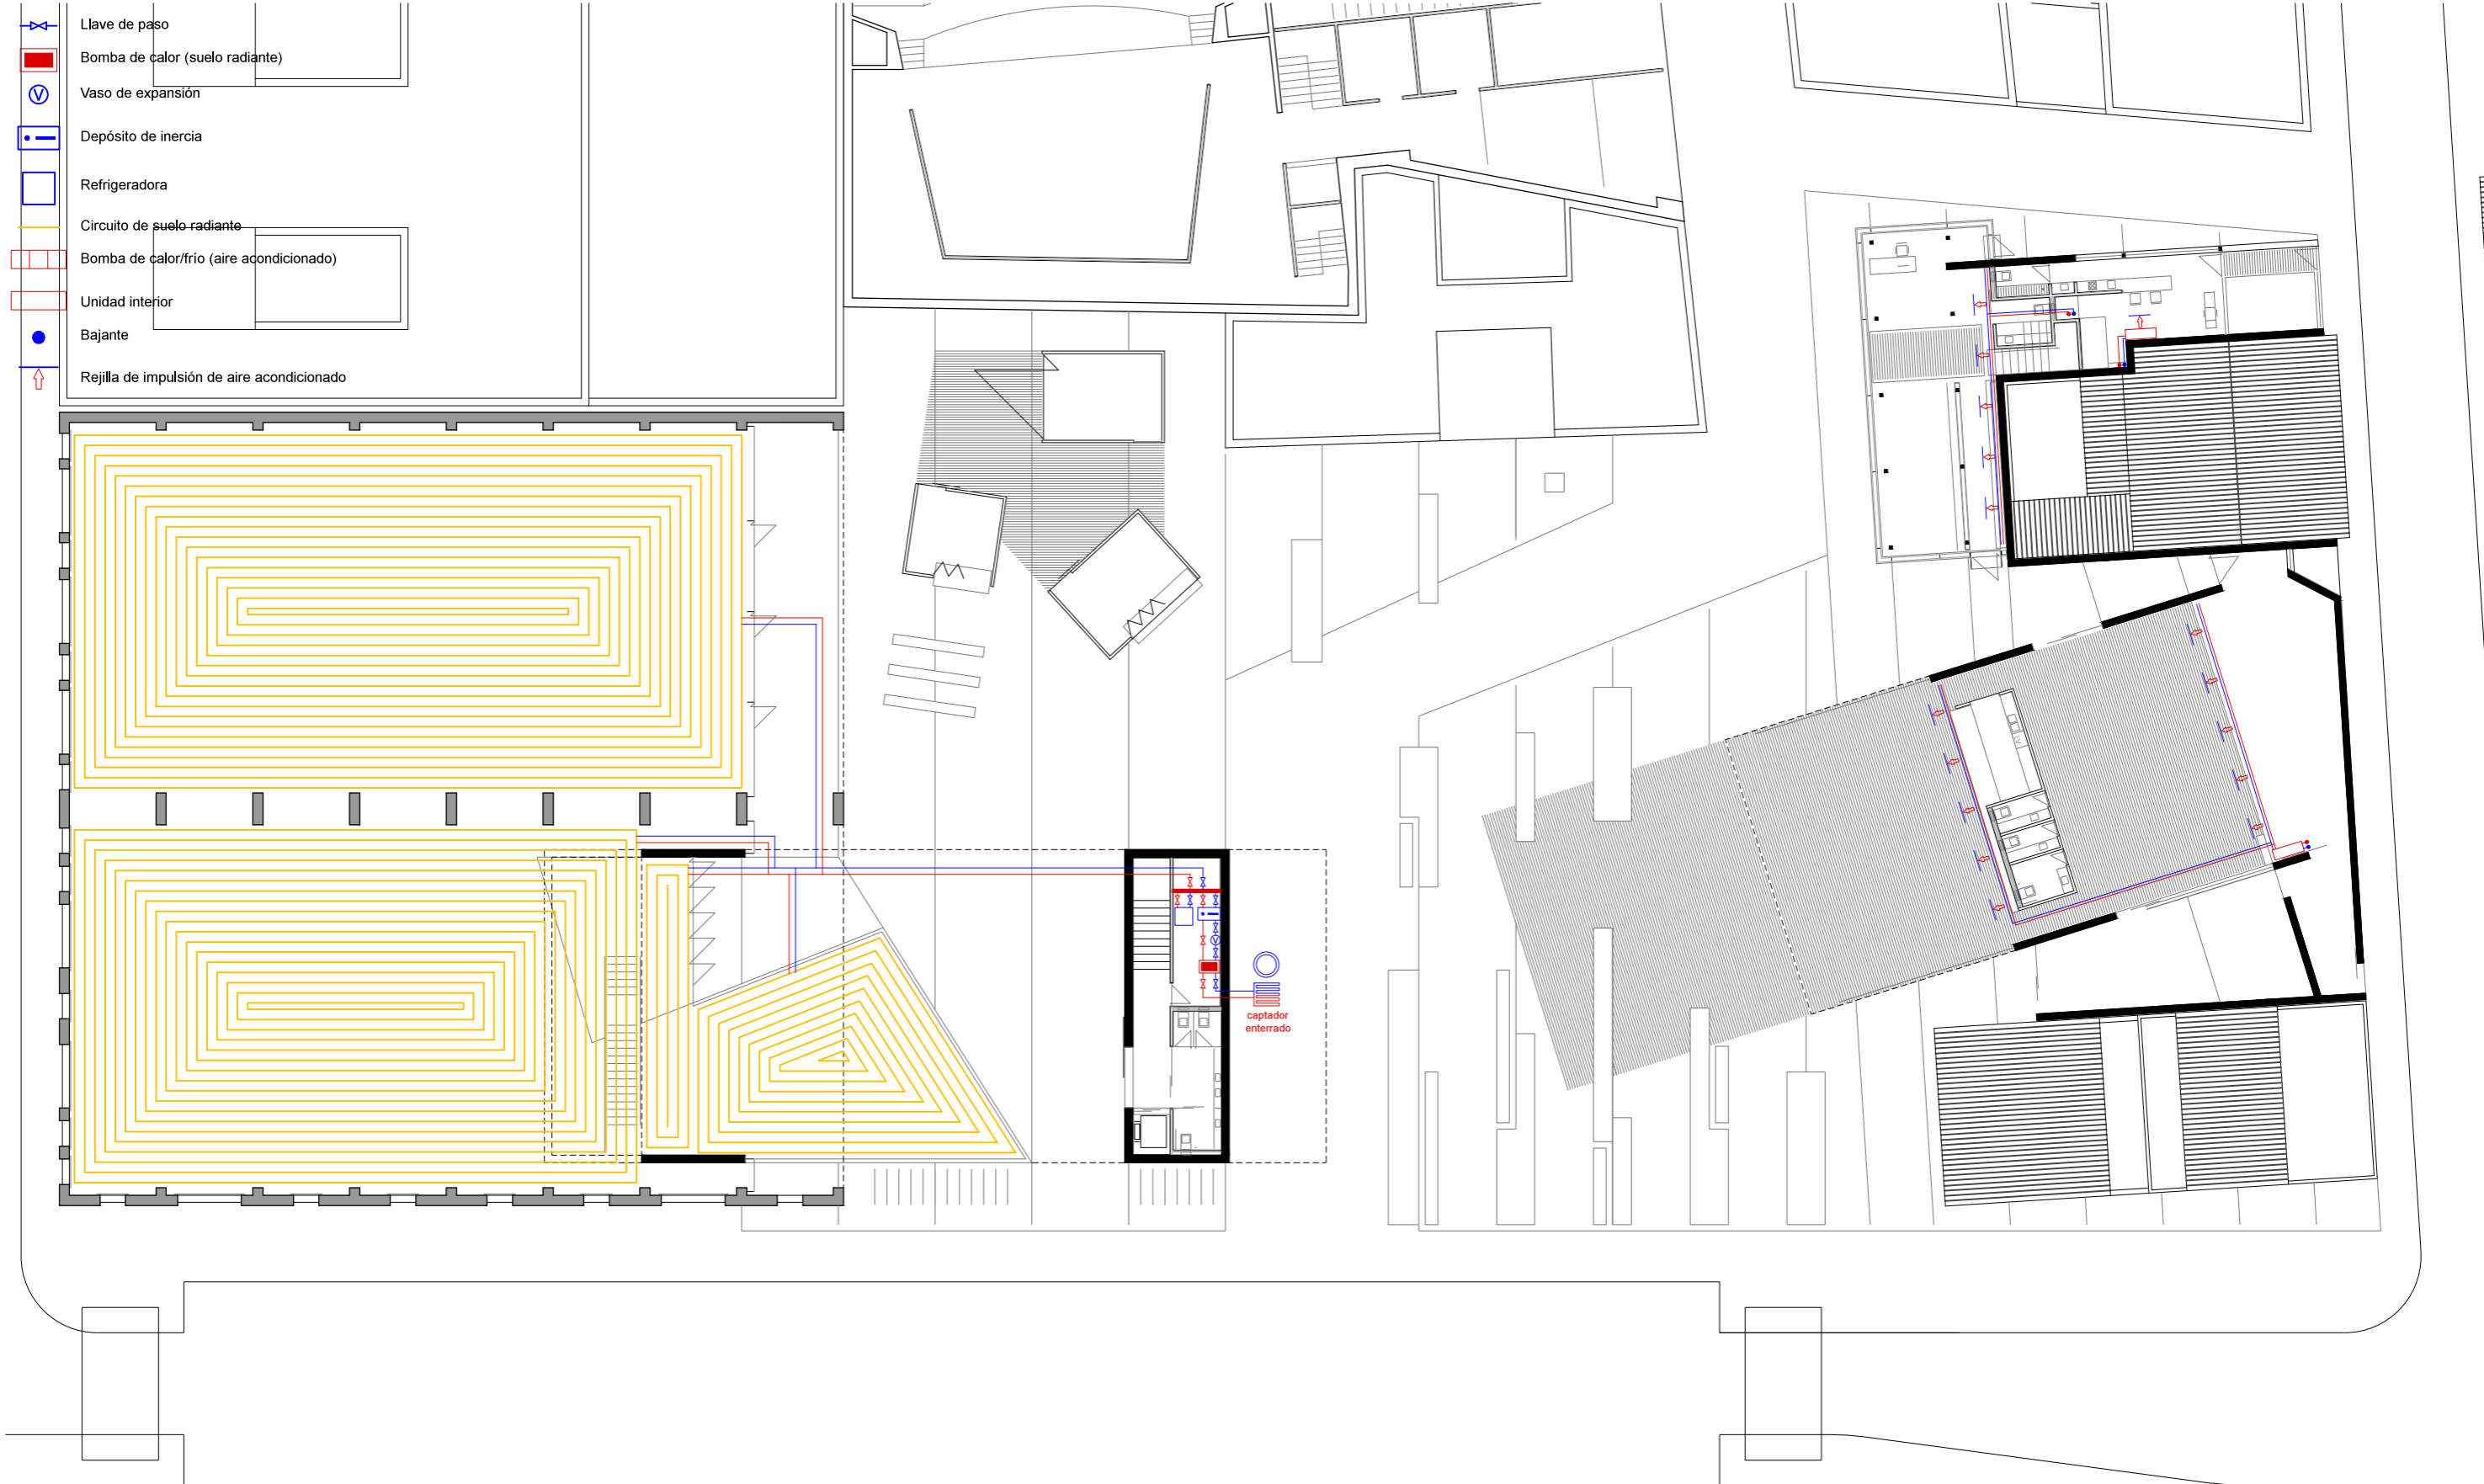 Llave de paso
Bomba de calor (suelo radiante)
V
Vaso de expansión
Depósito de inercia
Refrigeradora
Circuito de suelo radiante
Bomba de calor/frío (aire acondicionado)
Unidad interior
Bajante
Rejilla de impulsión de aire acondicionado
V
captador
enterrado